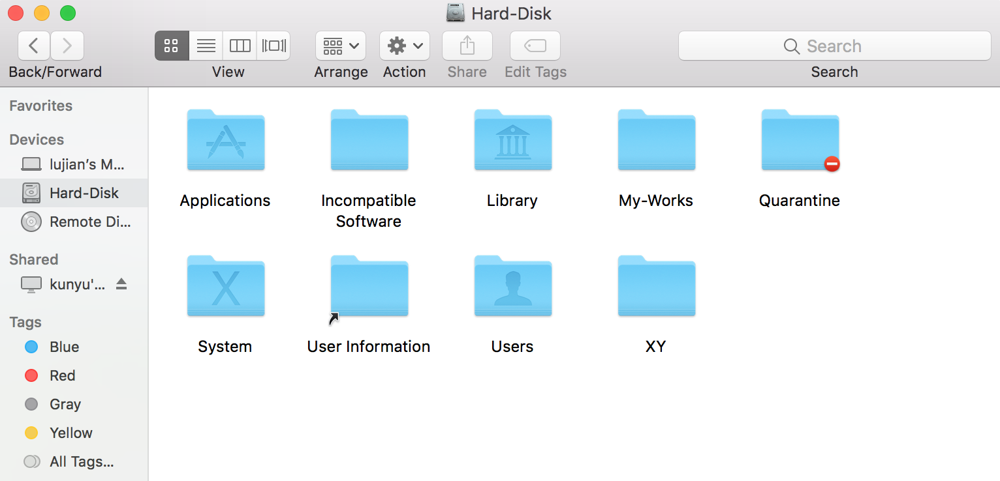 Hard-Disk
Search
Back/Forward
View
Arrange
Action
Share
Edit Tags
Search
Favorites
Devices
lujian’s M...
Hard-Disk
Remote Di...
Shared
kunyu'...
Tags
Blue
Red
Gray
Yellow
All Tags...
Applications
Incompatible
Software
Library
My-Works
Quarantine
System
User Information
Users
XY